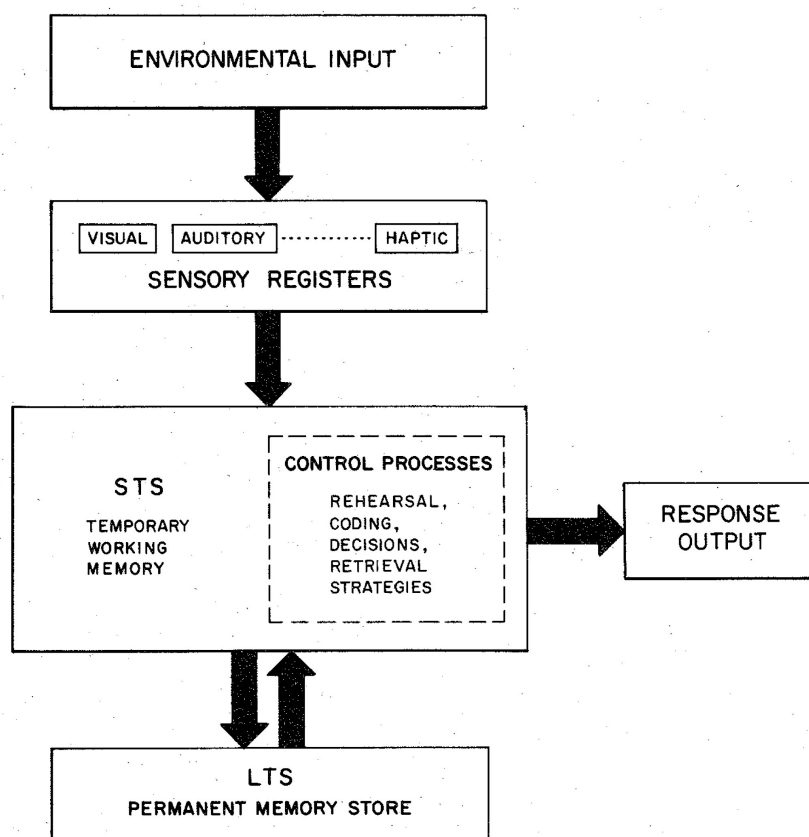 ENVIRONMENTAL INPUT
VISUAL AUDITORY HAPTIC
SENSORY REGISTERS
STS
TEMPORARY
WORKING
MEMORY
CONTROL PROCESSES
REHEARSAL,
CODING,
DECISIONS,
RETRIEVAL
STRATEGIES
RESPONSE
OUTPUT
LTS
PERMANENT MEMORY STORE